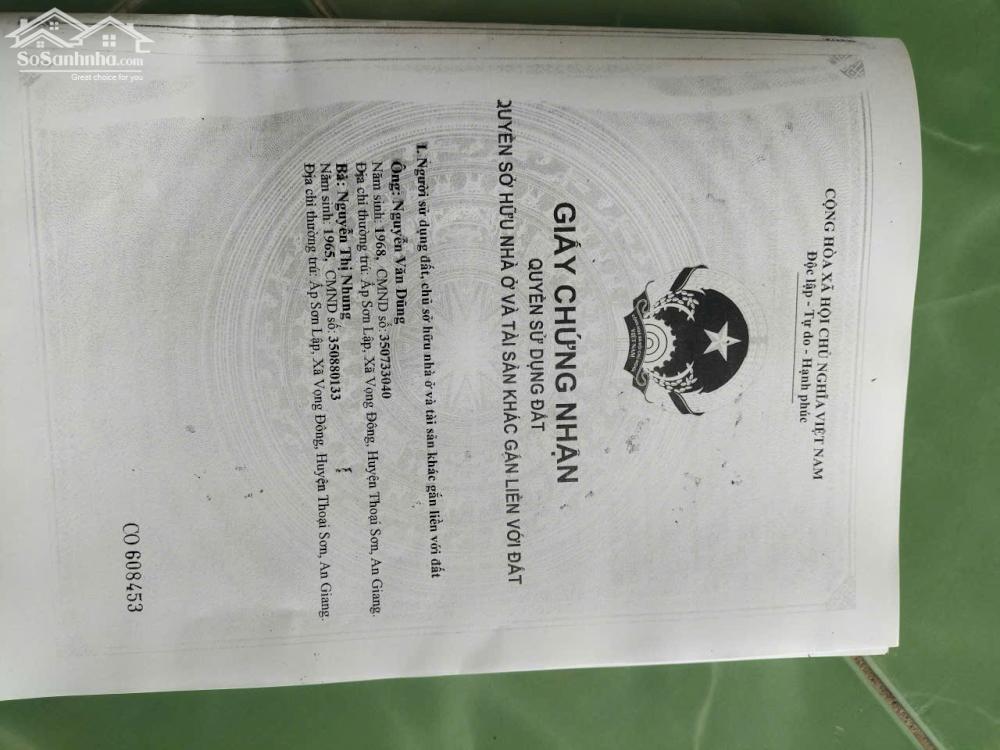 SoSanhnha.com
Great choice for you
CỘNG HÒA XÃ HỘI CHỦ NGHĨA VIỆT NAM
Độc lập - Tự do - Hạnh phúc
VIỆT NAM
GIẤY CHỨNG NHẬN
QUYỀN SỬ DỤNG ĐẤT
QUYỀN SỞ HỮU NHÀ Ở VÀ TÀI SẢN KHÁC GẮN LIỀN VỚI ĐẤT
I. Người sử dụng đất, chủ sở hữu nhà ở và tài sản khác gắn liền với đất
Ông: Nguyễn Văn Dũng
Năm sinh: 1968, CMND số: 350733040
Địa chỉ thường trú: Ấp Sơn Lập, Xã Vọng Đông, Huyện Thoại Sơn, An Giang.
Bà: Nguyễn Thị Nhung
Năm sinh: 1965, CMND số: 350880133
Địa chỉ thường trú: Ấp Sơn Lập, Xã Vọng Đông, Huyện Thoại Sơn, An Giang.
CO 608453